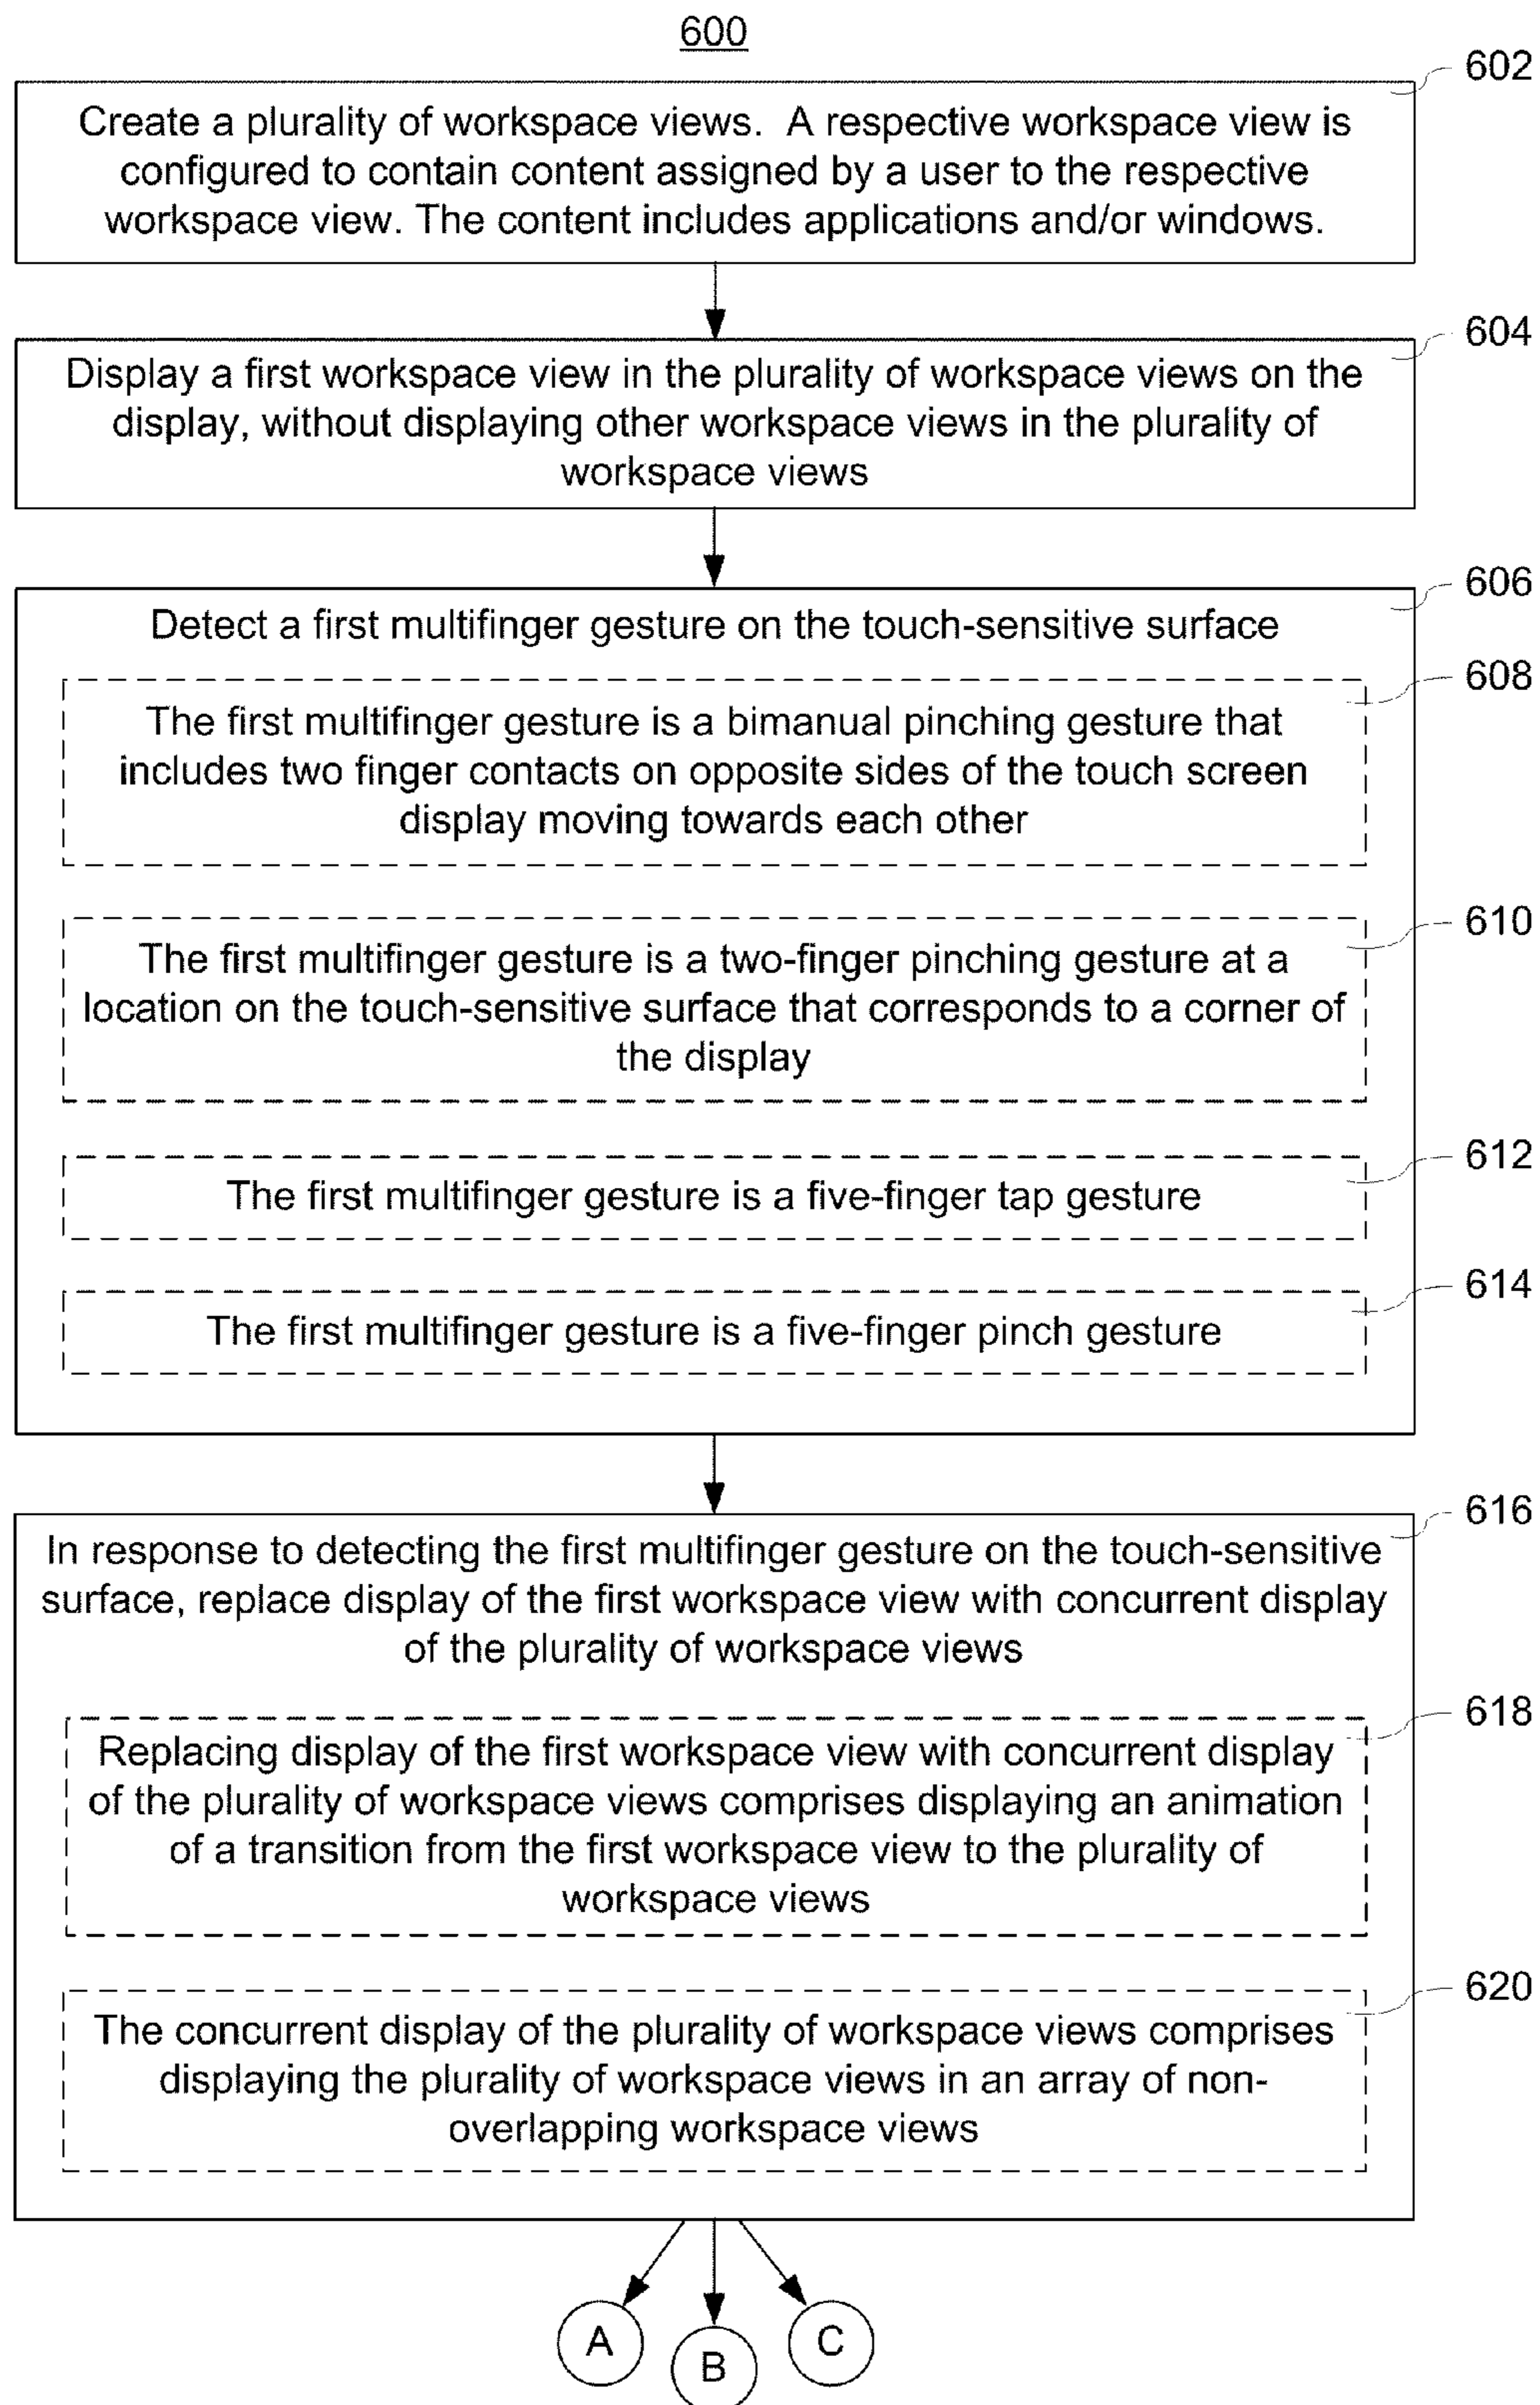 600
602
Create a plurality of workspace views.  A respective workspace view is
configured to contain content assigned by a user to the respective
workspace view. The content includes applications and/or windows.
604
Display a first workspace view in the plurality of workspace views on the
display, without displaying other workspace views in the plurality of
workspace views
606
Detect a first multifinger gesture on the touch-sensitive surface
608
The first multifinger gesture is a bimanual pinching gesture that
includes two finger contacts on opposite sides of the touch screen
display moving towards each other
610
The first multifinger gesture is a two-finger pinching gesture at a
location on the touch-sensitive surface that corresponds to a corner of
the display
612
The first multifinger gesture is a five-finger tap gesture
614
The first multifinger gesture is a five-finger pinch gesture
616
In response to detecting the first multifinger gesture on the touch-sensitive
surface, replace display of the first workspace view with concurrent display
of the plurality of workspace views
618
Replacing display of the first workspace view with concurrent display
of the plurality of workspace views comprises displaying an animation
of a transition from the first workspace view to the plurality of
workspace views
620
The concurrent display of the plurality of workspace views comprises
displaying the plurality of workspace views in an array of non-
overlapping workspace views
A
B
C